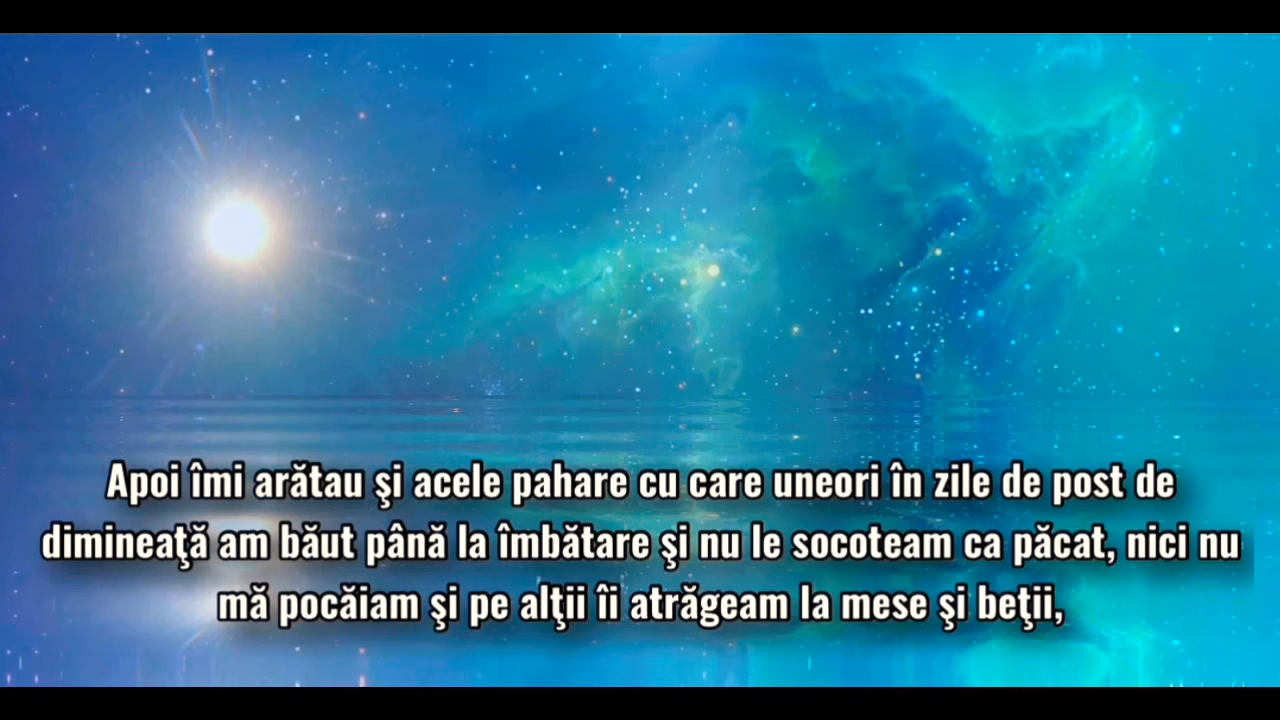 Apoi îmi arătau şi acele pahare cu care uneori în zile de post de
dimineaţă am băut până la îmbătare şi nu le socoteam ca păcat, nici nu
mă pocăiam şi pe alţii îi atrăgeam la mese şi beţii,